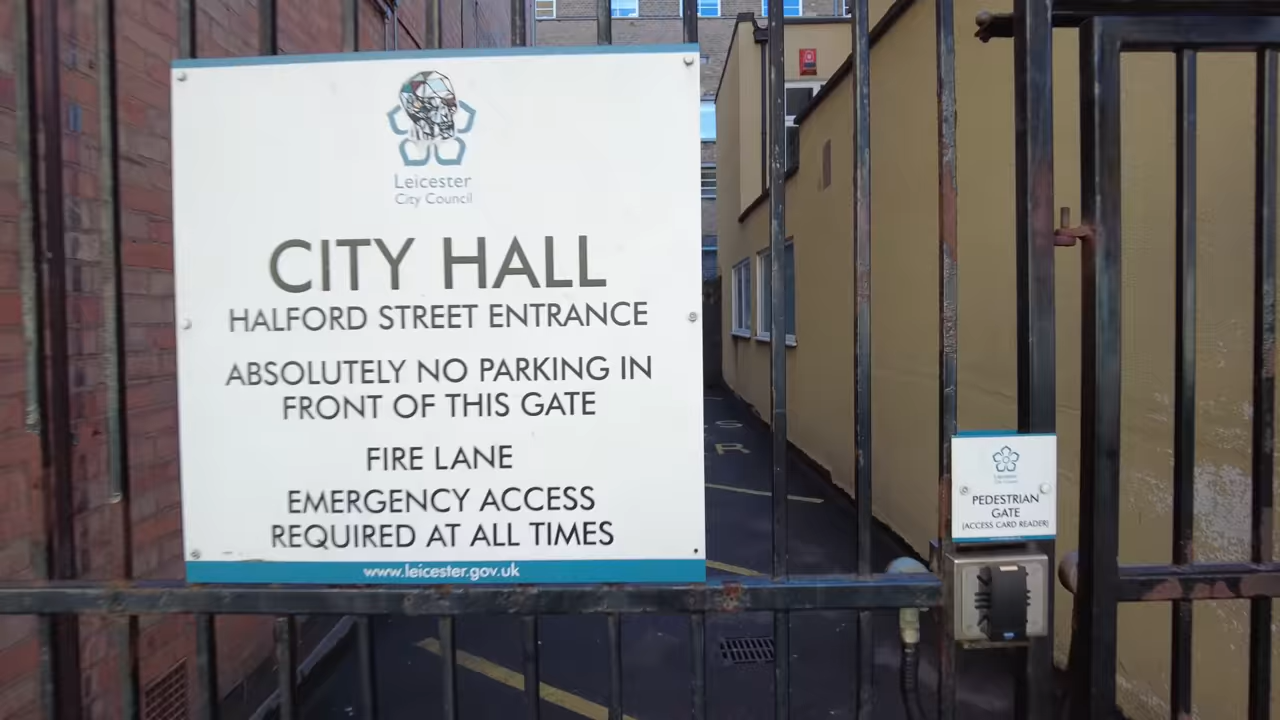 Leicester
City Council
CITY HALL
HALFORD STREET ENTRANCE
ABSOLUTELY NO PARKING IN
FRONT OF THIS GATE
FIRE LANE
EMERGENCY ACCESS
REQUIRED AT ALL TIMES
www.leicester.gov.uk
PEDESTRIAN
GATE
(ACCESS CARD READER)
S
R